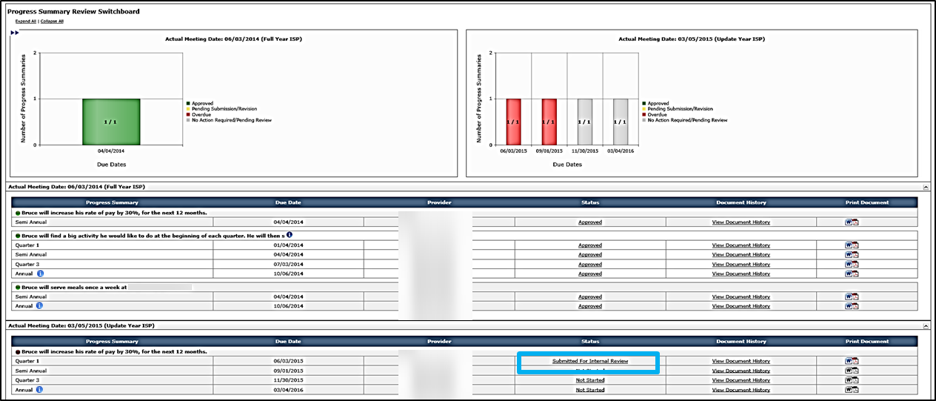 Progress Summary Review Switchboard
Expand All | Collapse All
Actual Meeting Date: 06/03/2014 (Full Year ISP)
Number of Progress Summaries
2
1
0
1 / 1
04/04/2014
Due Dates
Approved
Pending Submission/Revision
Overdue
No Action Required/Pending Review
Actual Meeting Date: 03/05/2015 (Update Year ISP)
Number of Progress Summaries
2
1
0
1 / 1 1 / 1 1 / 1 1 / 1
06/03/2015 09/01/2015 11/30/2015 03/04/2016
Due Dates
Approved
Pending Submission/Revision
Overdue
No Action Required/Pending Review
Actual Meeting Date: 06/03/2014 (Full Year ISP)
Progress Summary Due Date Provider Status Document History Print Document
Bruce will increase his rate of pay by 30%, for the next 12 months.
Semi Annual 04/04/2014 Approved View Document History
Bruce will find a big activity he would like to do at the beginning of each quarter. He will then s
Quarter 1 01/04/2014 Approved View Document History
Semi Annual 04/04/2014 Approved View Document History
Quarter 3 07/03/2014 Approved View Document History
Annual 10/06/2014 Approved View Document History
Bruce will serve meals once a week at
Semi Annual 04/04/2014 Approved View Document History
Annual 10/06/2014 Approved View Document History
Actual Meeting Date: 03/05/2015 (Update Year ISP)
Progress Summary Due Date Provider Status Document History Print Document
Bruce will increase his rate of pay by 30%, for the next 12 months.
Quarter 1 06/03/2015 Submitted For Internal Review View Document History
Semi Annual 09/01/2015 Not Started View Document History
Quarter 3 11/30/2015 Not Started View Document History
Annual 03/04/2016 Not Started View Document History